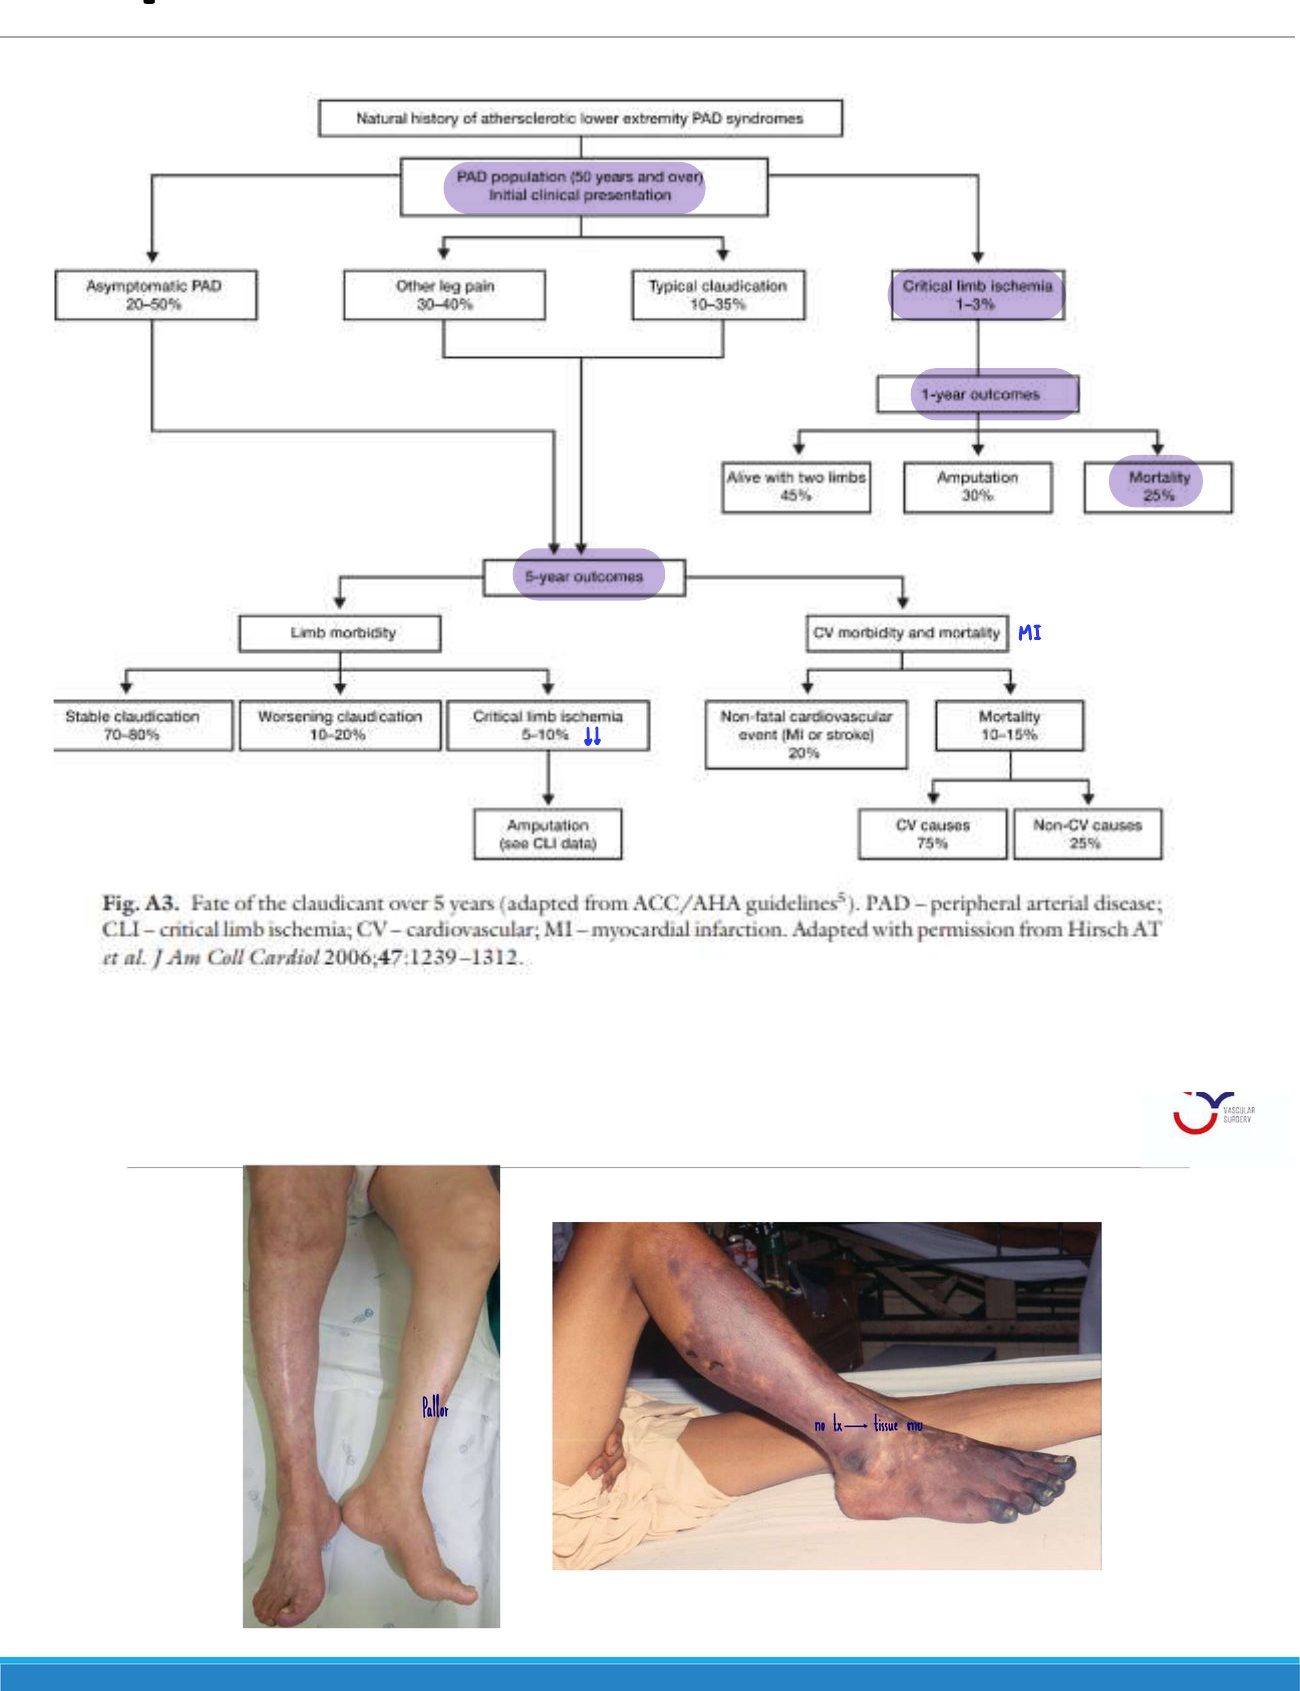 Natural history of athersclerotic lower extremity PAD syndromes
PAD population (50 years and over)
Initial clinical presentation
Asymptomatic PAD
20–50%
Other leg pain
30–40%
Typical claudication
10–35%
Critical limb ischemia
1–3%
1-year outcomes
Alive with two limbs
45%
Amputation
30%
Mortality
25%
5-year outcomes
Limb morbidity
CV morbidity and mortality
MI
Stable claudication
70–80%
Worsening claudication
10–20%
Critical limb ischemia
5–10% ↓↓
Non-fatal cardiovascular
event (MI or stroke)
20%
Mortality
10–15%
Amputation
(see CLI data)
CV causes
75%
Non-CV causes
25%
Fig. A3. Fate of the claudicant over 5 years (adapted from ACC/AHA guidelines5). PAD – peripheral arterial disease;
CLI – critical limb ischemia; CV – cardiovascular; MI – myocardial infarction. Adapted with permission from Hirsch AT
et al. J Am Coll Cardiol 2006;47:1239–1312.
VASCULAR
SURGERY
Pallor
no tx → tissue